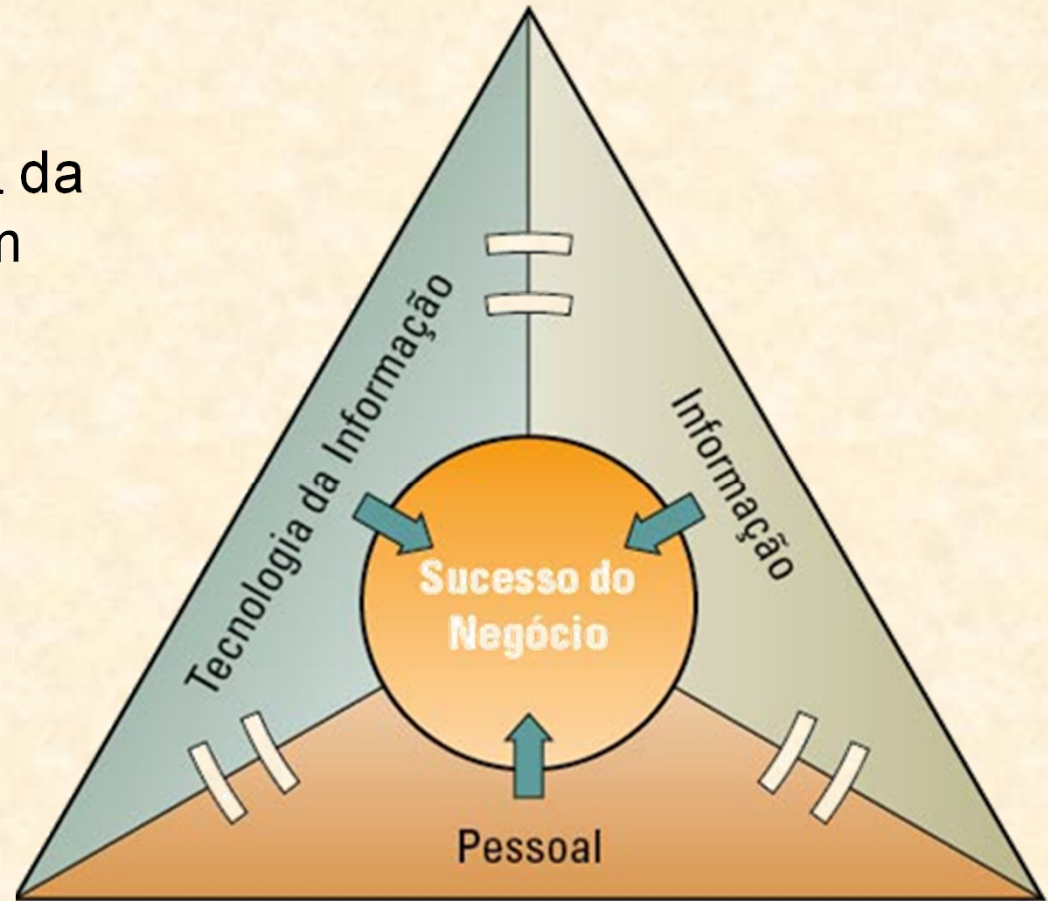 da
Tecnologia da Informação
Informação
Sucesso do
Negócio
Pessoal